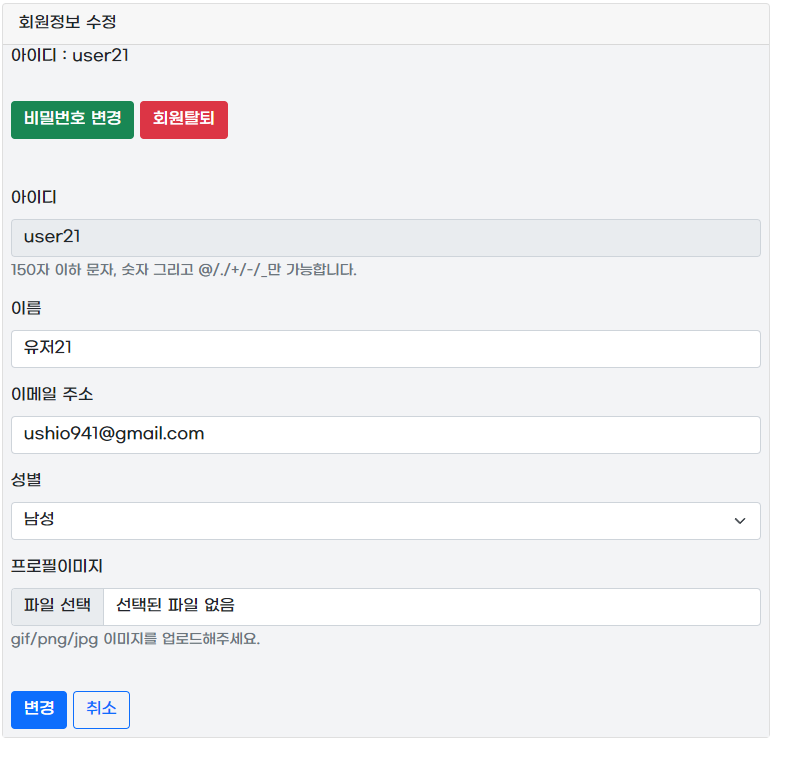 회원정보 수정
아이디 : user21
비밀번호 변경 회원탈퇴
아이디
user21
150자 이하 문자, 숫자 그리고 @/./+/-/_만 가능합니다.
이름
유저21
이메일 주소
ushio941@gmail.com
성별
남성
프로필이미지
파일 선택 선택된 파일 없음
gif/png/jpg 이미지를 업로드해주세요.
변경 취소